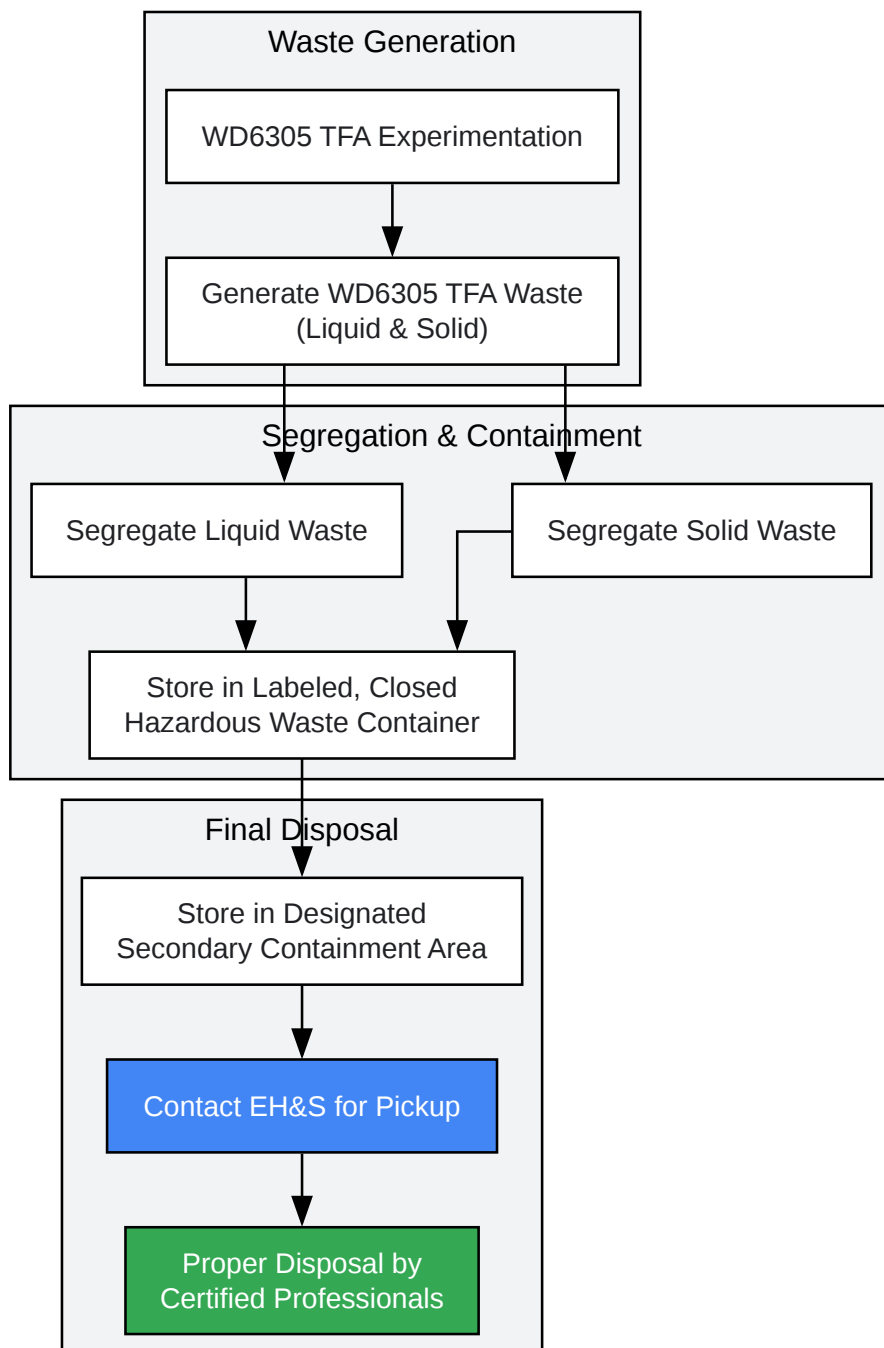 Waste Generation
WD6305 TFA Experimentation
Generate WD6305 TFA Waste
(Liquid & Solid)
Segregation & Containment
Segregate Liquid Waste
Segregate Solid Waste
Store in Labeled, Closed
Hazardous Waste Container
Final Disposal
Store in Designated
Secondary Containment Area
Contact EH&S for Pickup
Proper Disposal by
Certified Professionals